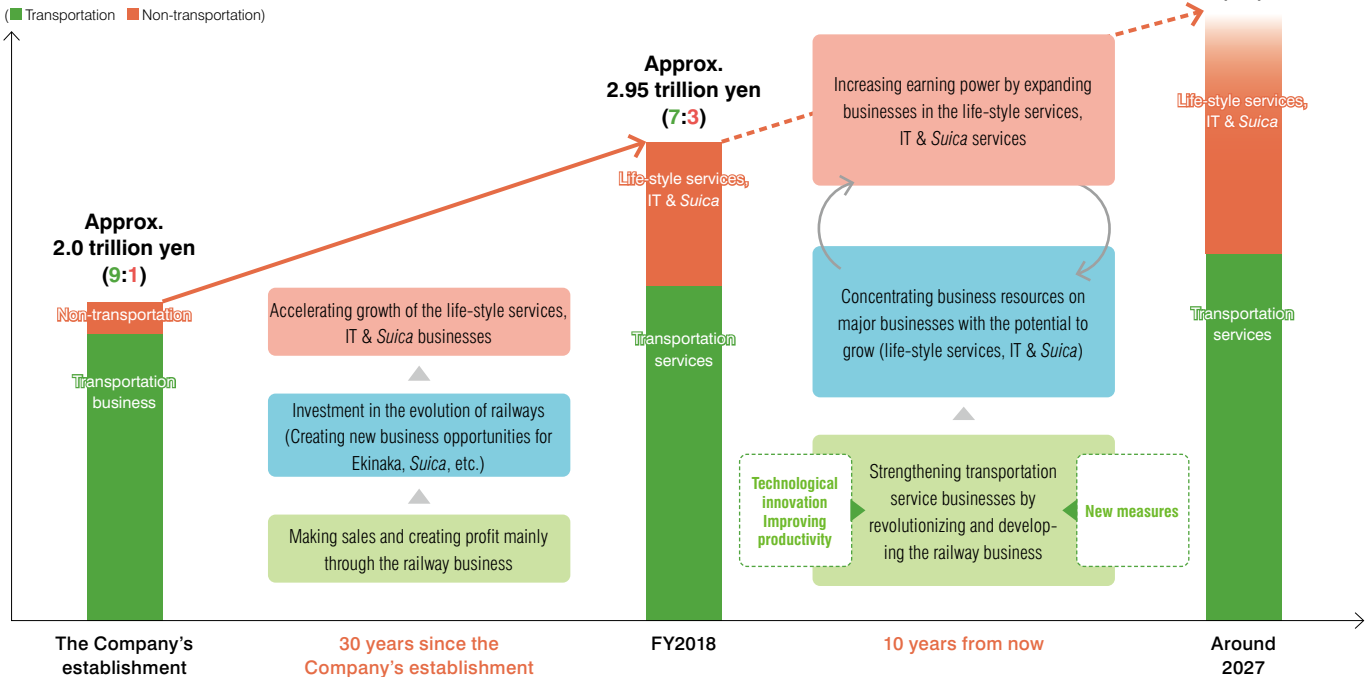 (Transportation Non-transportation)
Approx.
2.0 trillion yen
(9:1)
Non-transportation
Transportation
business
Accelerating growth of the life-style services,
IT & Suica businesses
Investment in the evolution of railways
(Creating new business opportunities for
Ekinaka, Suica, etc.)
Making sales and creating profit mainly
through the railway business
Approx.
2.95 trillion yen
(7:3)
Life-style services,
IT & Suica
Transportation
services
Increasing earning power by expanding
businesses in the life-style services,
IT & Suica services
Concentrating business resources on
major businesses with the potential to
grow (life-style services, IT & Suica)
Technological
innovation
Improving
productivity
Strengthening transportation
service businesses by
revolutionizing and develop-
ing the railway business
New measures
Life-style services,
IT & Suica
Transportation
services
The Company's
establishment
30 years since the
Company's establishment
FY2018
10 years from now
Around
2027